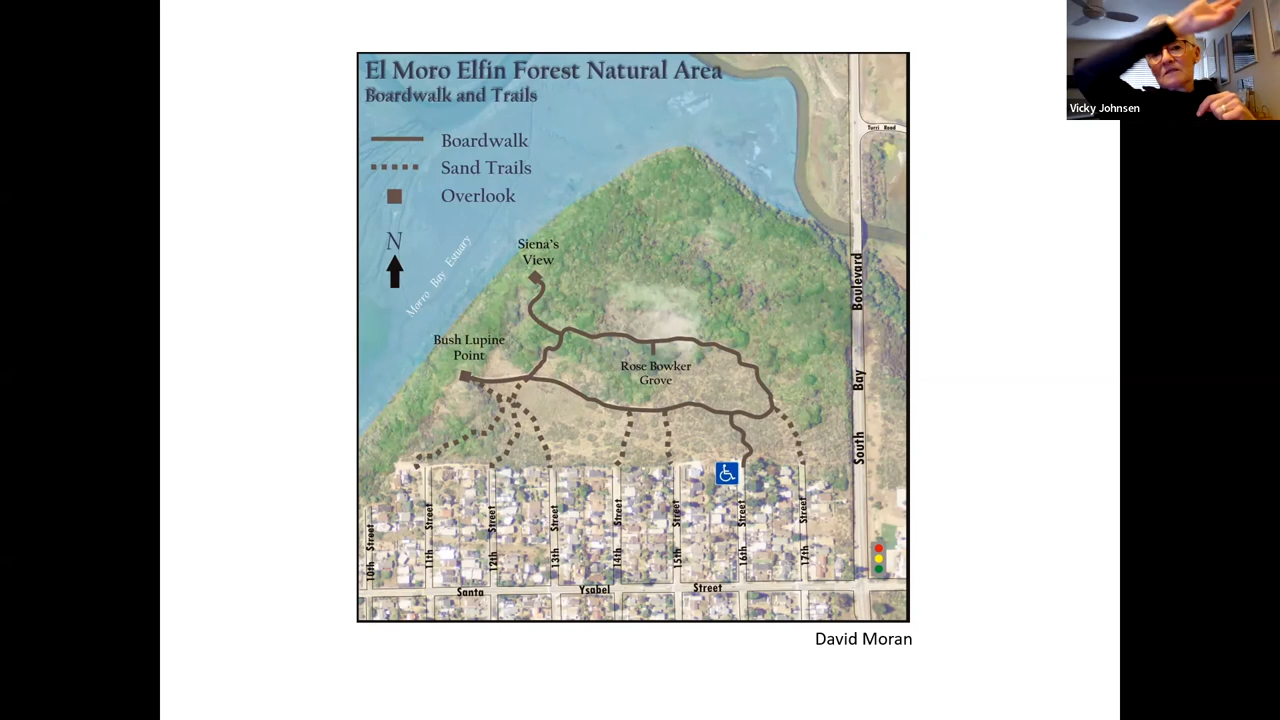 El Moro Elfin Forest Natural Area
Boardwalk and Trails
Vicky Johnsen
Turri Road
Boardwalk
Sand Trails
Overlook
N
Morro Bay Estuary
Siena's
View
Bush Lupine
Point
Rose Bowker
Grove
South Bay Boulevard
10th Street
11th Street
12th Street
13th Street
14th Street
15th Street
16th Street
17th Street
Santa Ysabel Street
David Moran